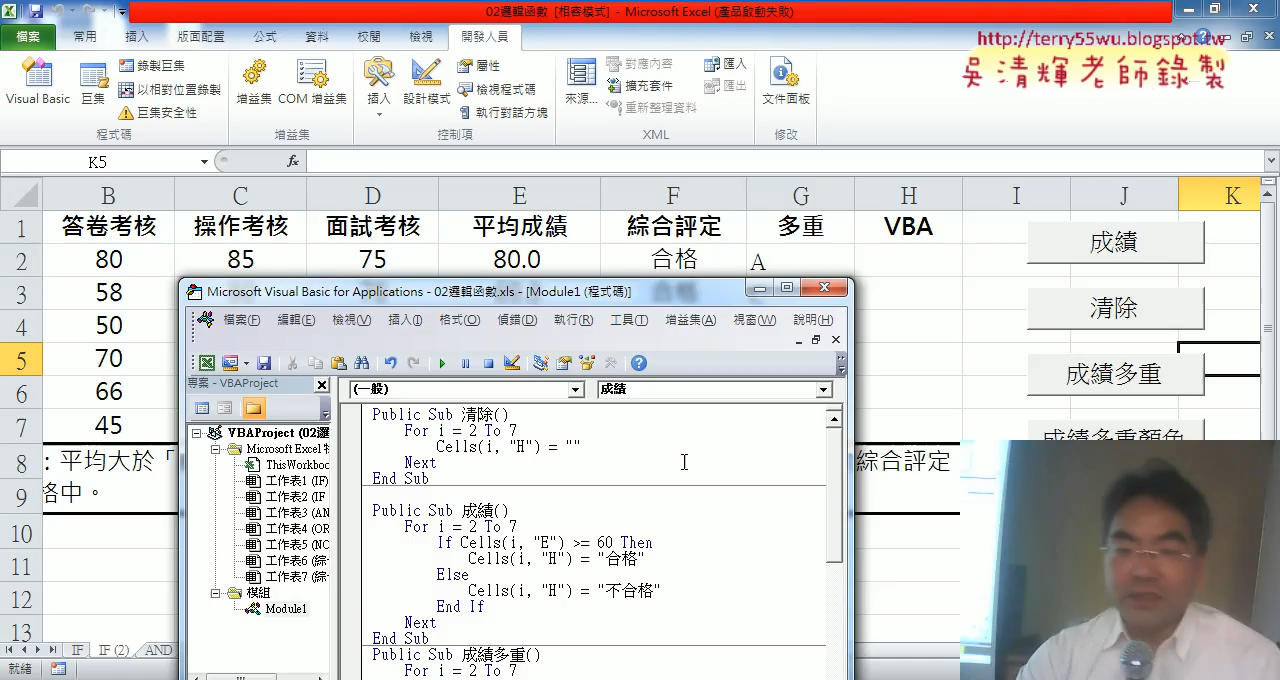 02邏輯函數 [相容模式] - Microsoft Excel (產品啟動失敗)
檔案 常用 插入 版面配置 公式 資料 校閱 檢視 開發人員
http://terry55wu.blogspot.tw
吳清輝老師錄製
Visual Basic 巨集 錄製巨集 以相對位置錄製 巨集安全性 程式碼
增益集 COM 增益集 增益集
插入 設計模式 屬性 檢視程式碼 執行對話方塊 控制項
來源... 對應內容 擴充套件 重新整理資料 匯入 匯出 XML
文件面板 修改
K5 fx
B C D E F G H I J K
1 答卷考核 操作考核 面試考核 平均成績 綜合評定 多重 VBA
2 80 85 75 80.0 合格 A
3 58
4 50
5 70
6 66
7 45
8 : 平均大於「 綜合評定
9 格中。
10
11
12
13
成績
清除
成績多重
成績多重顏色
Microsoft Visual Basic for Applications - 02邏輯函數.xls - [Module1 (程式碼)]
檔案(F) 編輯(E) 檢視(V) 插入(I) 格式(O) 偵錯(D) 執行(R) 工具(T) 增益集(A) 視窗(W) 說明(H)
專案 - VBAProject
(一般) 成績
VBAProject (02邏
Microsoft Excel
ThisWorkboo
工作表1 (IF)
工作表2 (IF
工作表3 (AN
工作表4 (OR
工作表5 (NO
工作表6 (綜
工作表7 (綜
模組
Module1
Public Sub 清除()
For i = 2 To 7
Cells(i, "H") = ""
Next
End Sub
Public Sub 成績()
For i = 2 To 7
If Cells(i, "E") >= 60 Then
Cells(i, "H") = "合格"
Else
Cells(i, "H") = "不合格"
End If
Next
End Sub
Public Sub 成績多重()
For i = 2 To 7
IF IF (2) AND
就緒